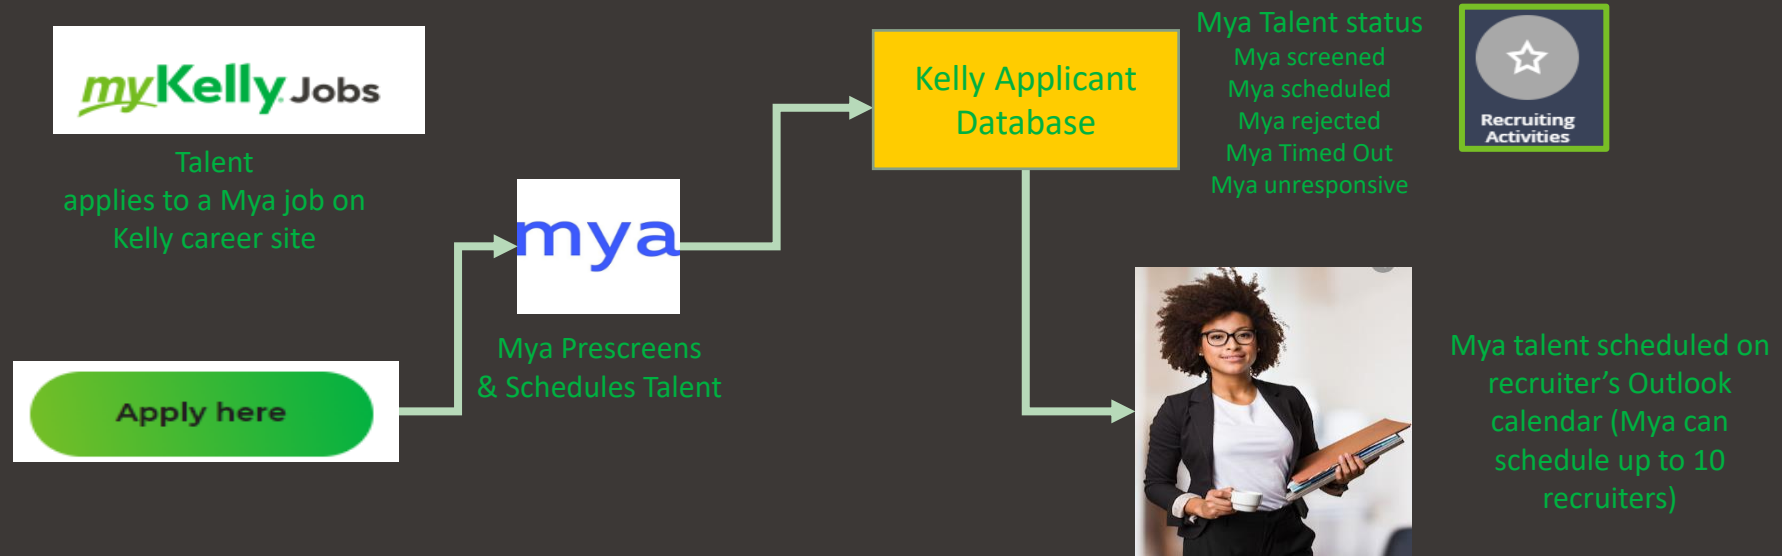 myKelly Jobs
Talent
applies to a Mya job on
Kelly career site
Apply here
mya
Mya Prescreens
& Schedules Talent
Kelly Applicant
Database
Mya Talent status
Mya screened
Mya scheduled
Mya rejected
Mya Timed Out
Mya unresponsive
Recruiting
Activities
Mya talent scheduled on
recruiter’s Outlook
calendar (Mya can
schedule up to 10
recruiters)